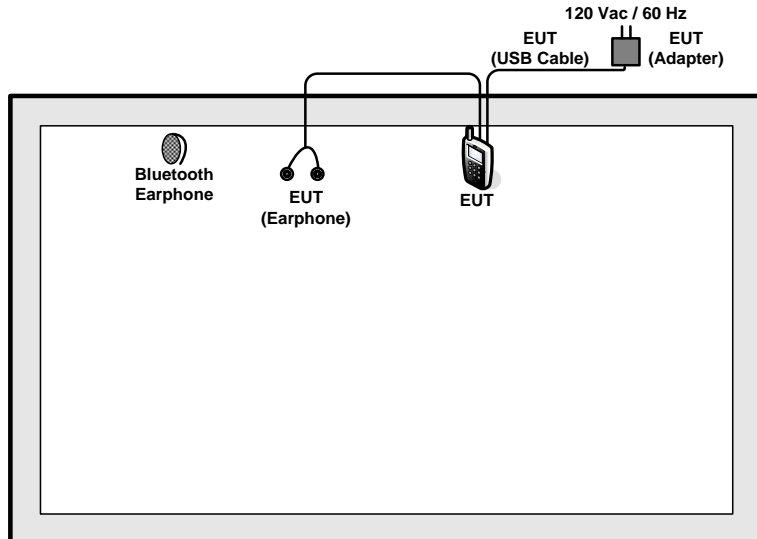 120 Vac / 60 Hz
EUT
(USB Cable)
EUT
(Adapter)
Bluetooth
Earphone
EUT
(Earphone)
EUT